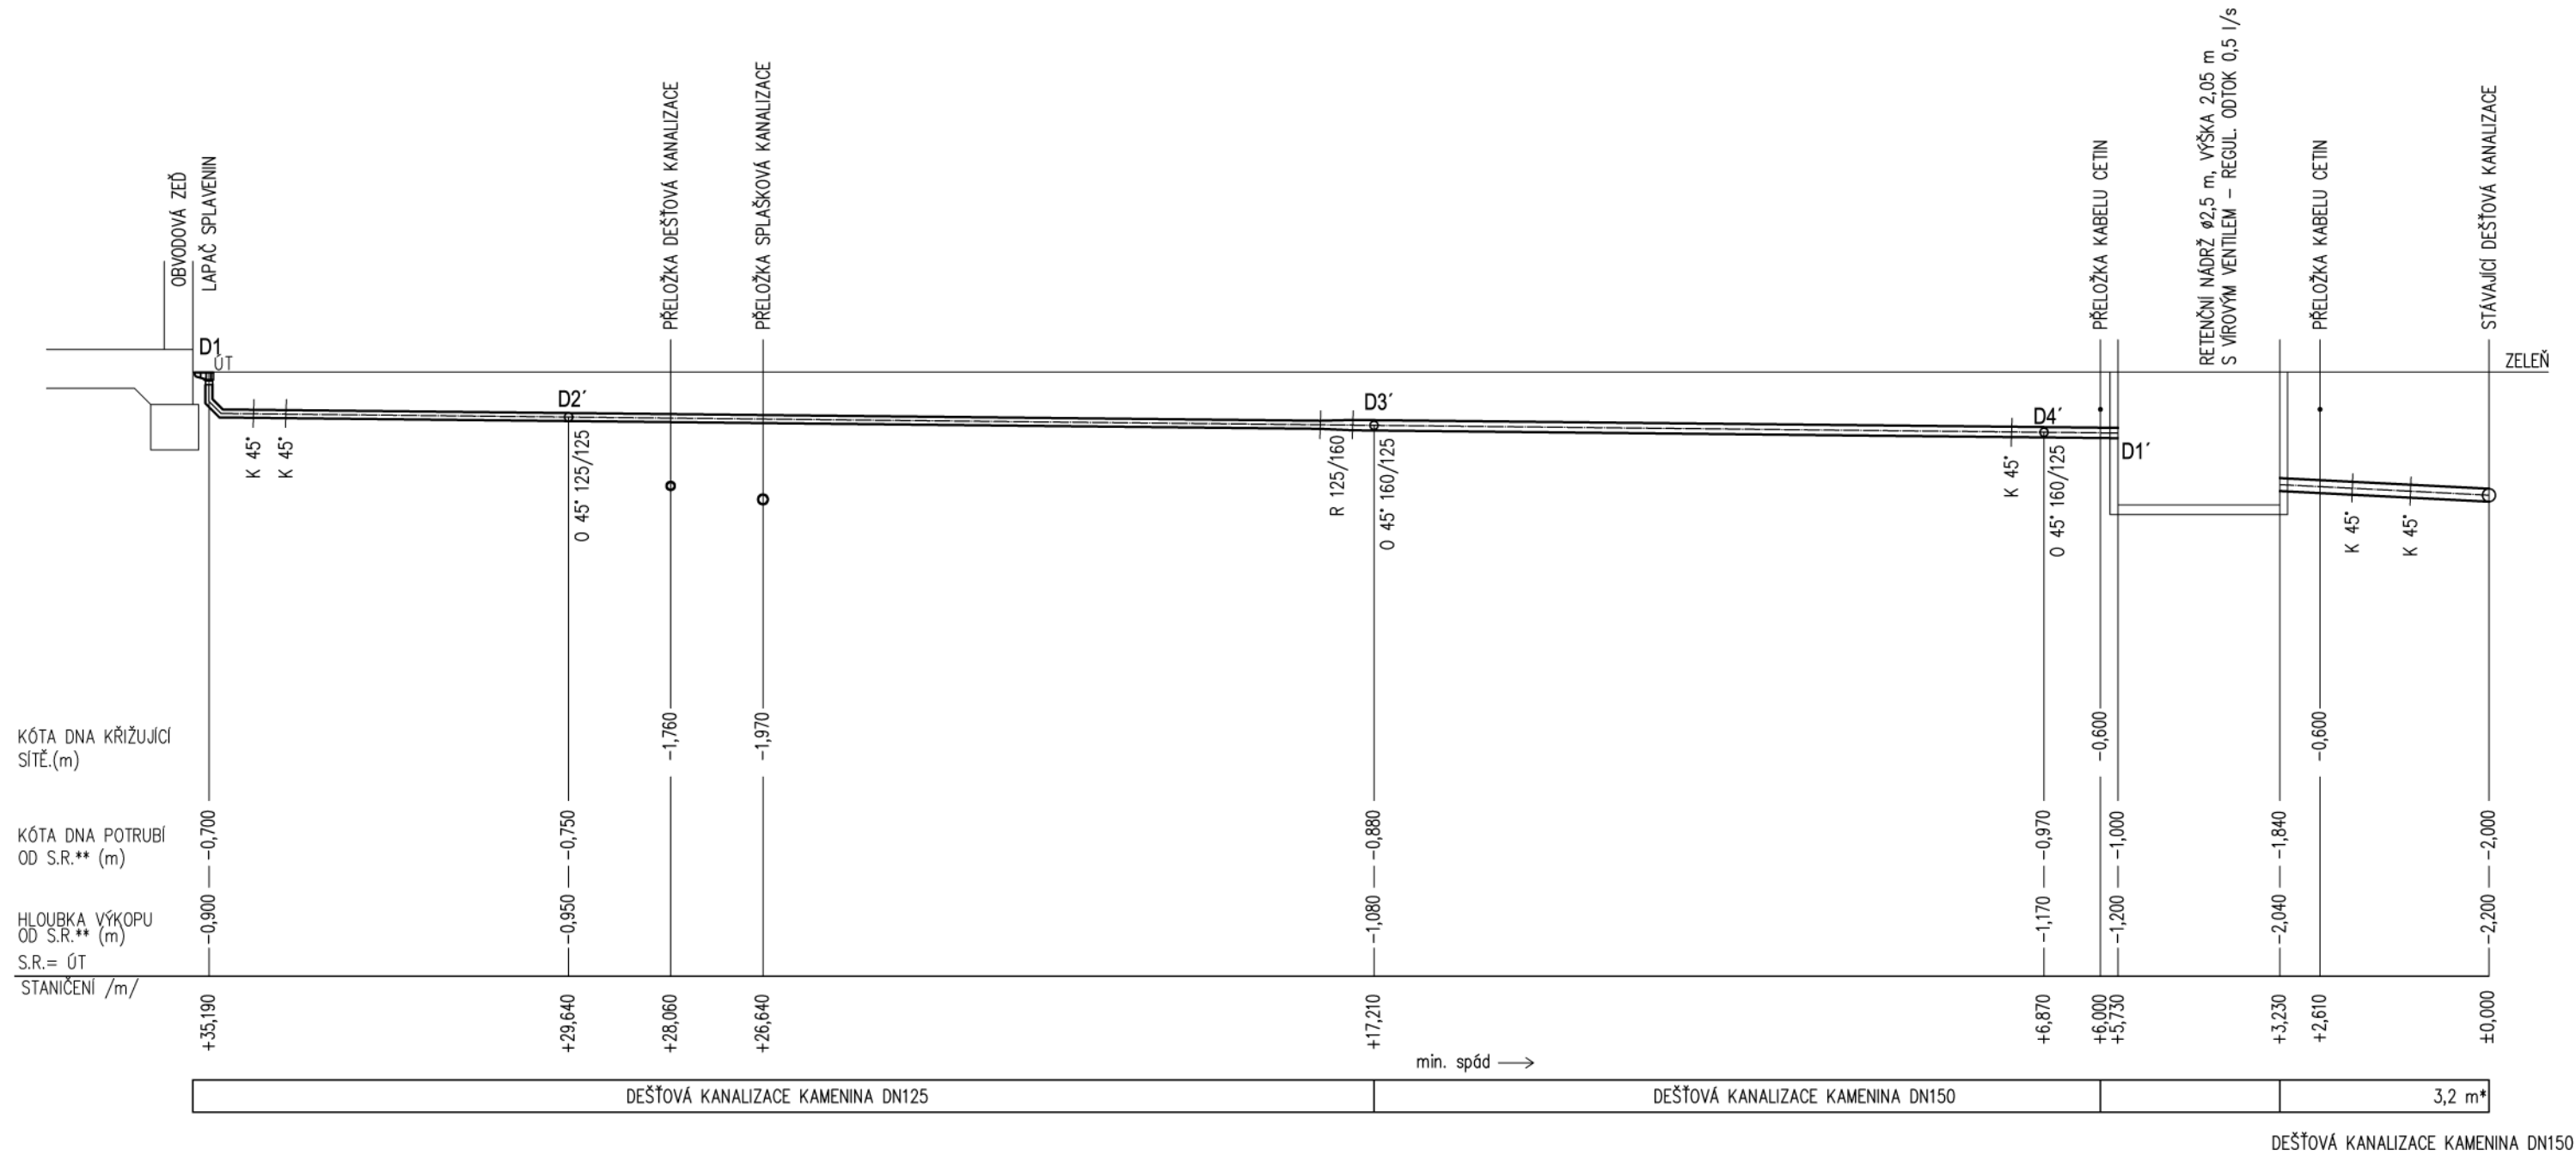 OBVODOVÁ ZEĎ
LAPAČ SPLAVENIN
PŘELOŽKA DEŠŤOVÁ KANALIZACE
PŘELOŽKA SPLAŠKOVÁ KANALIZACE
PŘELOŽKA KABELU CETIN
RETENČNÍ NÁDRŽ ø2,5 m, VÝŠKA 2,05 m
S VÍROVÝM VENTILEM – REGUL. ODTOK 0,5 l/s
PŘELOŽKA KABELU CETIN
STÁVAJÍCÍ DEŠŤOVÁ KANALIZACE
D1
ÚT
ZELEŇ
D2´
D3´
D4´
D1´
K 45°
K 45°
O 45° 125/125
R 125/160
O 45° 160/125
K 45°
O 45° 160/125
K 45°
K 45°
KÓTA DNA KŘIŽUJÍCÍ
SÍTĚ.(m)
-1,760
-1,970
-0,600
-0,600
KÓTA DNA POTRUBÍ
OD S.R.** (m)
-0,700
-0,750
-0,880
-0,970
-1,000
-1,840
-2,000
HLOUBKA VÝKOPU
OD S.R.** (m)
-0,900
-0,950
-1,080
-1,170
-1,200
-2,040
-2,200
S.R.= ÚT
STANIČENÍ /m/
+35,190
+29,640
+28,060
+26,640
+17,210
+6,870
+6,000
+5,730
+3,230
+2,610
±0,000
min. spád
DEŠŤOVÁ KANALIZACE KAMENINA DN125
DEŠŤOVÁ KANALIZACE KAMENINA DN150
3,2 m*
DEŠŤOVÁ KANALIZACE KAMENINA DN150